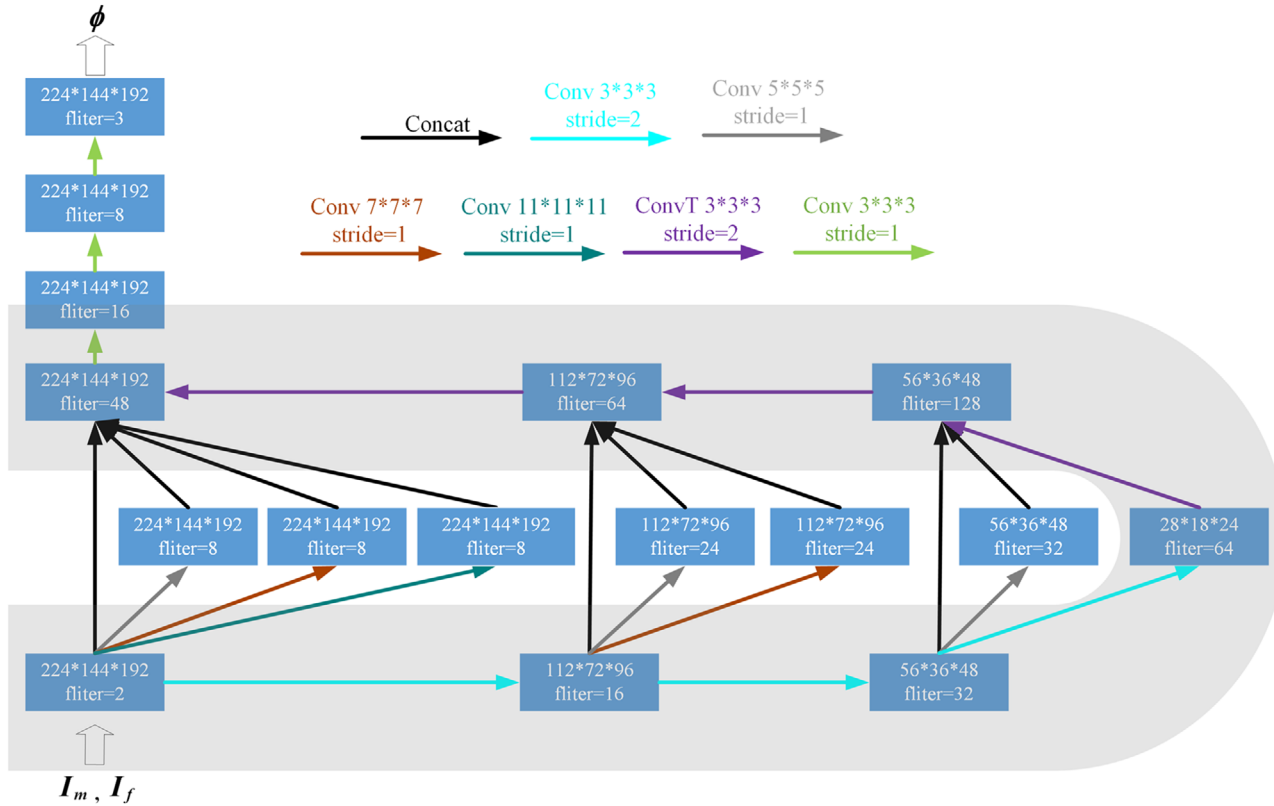 ϕ
224*144*192
fliter=3
Conv 3*3*3
stride=2
Conv 5*5*5
stride=1
Concat
224*144*192
fliter=8
Conv 7*7*7
stride=1
Conv 11*11*11
stride=1
ConvT 3*3*3
stride=2
Conv 3*3*3
stride=1
224*144*192
fliter=16
224*144*192
fliter=48
112*72*96
fliter=64
56*36*48
fliter=128
224*144*192
fliter=8
224*144*192
fliter=8
224*144*192
fliter=8
112*72*96
fliter=24
112*72*96
fliter=24
56*36*48
fliter=32
28*18*24
fliter=64
224*144*192
fliter=2
112*72*96
fliter=16
56*36*48
fliter=32
I_m , I_f